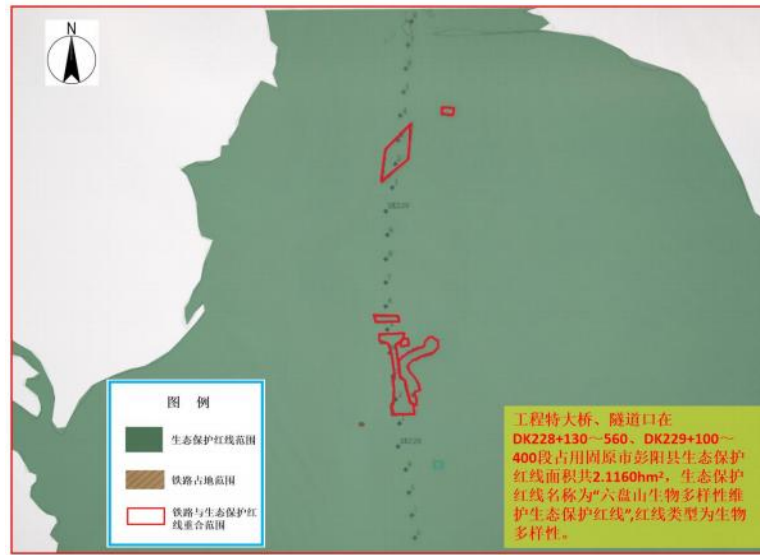 N
图 例
生态保护红线范围
铁路占地范围
铁路与生态保护红
线重合范围
工程特大桥、隧道口在
DK228+130～560、DK229+100～
400段占用固原市彭阳县生态保护
红线面积共2.1160hm²，生态保护
红线名称为“六盘山生物多样性维
护生态保护红线”,红线类型为生物
多样性。